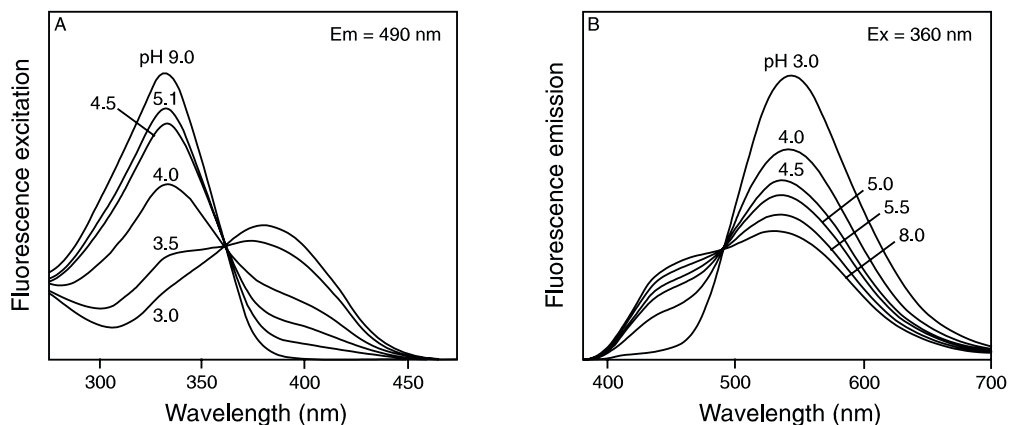 A
Em = 490 nm
pH 9.0
5.1
4.5
4.0
3.5
3.0
Fluorescence excitation
300 350 400 450
Wavelength (nm)
B
Ex = 360 nm
pH 3.0
4.0
4.5
5.0
5.5
8.0
Fluorescence emission
400 500 600 700
Wavelength (nm)